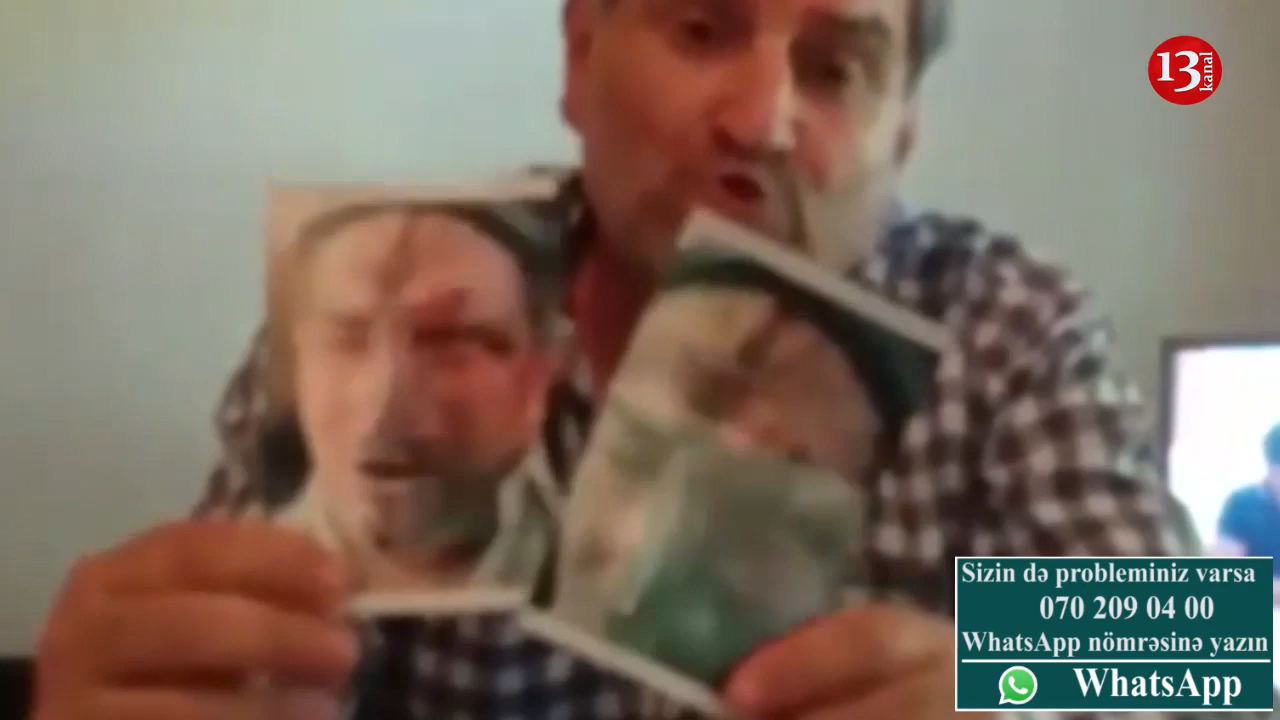 13 kanal
Sizin də probleminiz varsa
070 209 04 00
WhatsApp nömrəsinə yazın
WhatsApp